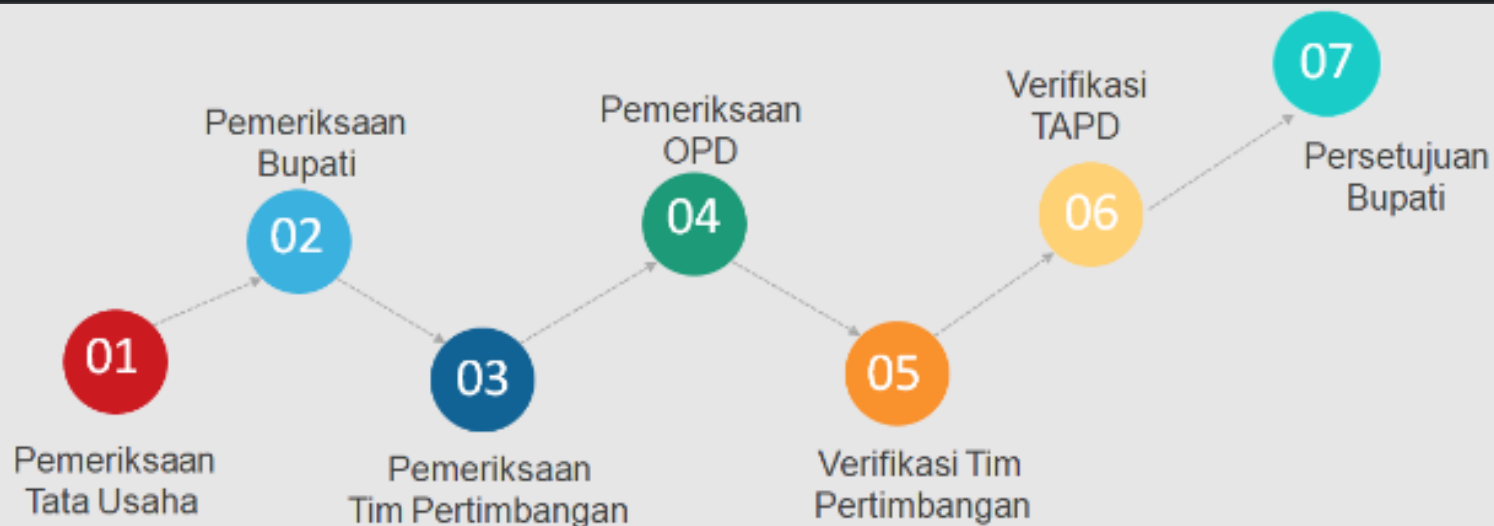 01
Pemeriksaan
Tata Usaha
Pemeriksaan
Bupati
02
03
Pemeriksaan
Tim Pertimbangan
Pemeriksaan
OPD
04
05
Verifikasi Tim
Pertimbangan
Verifikasi
TAPD
06
07
Persetujuan
Bupati